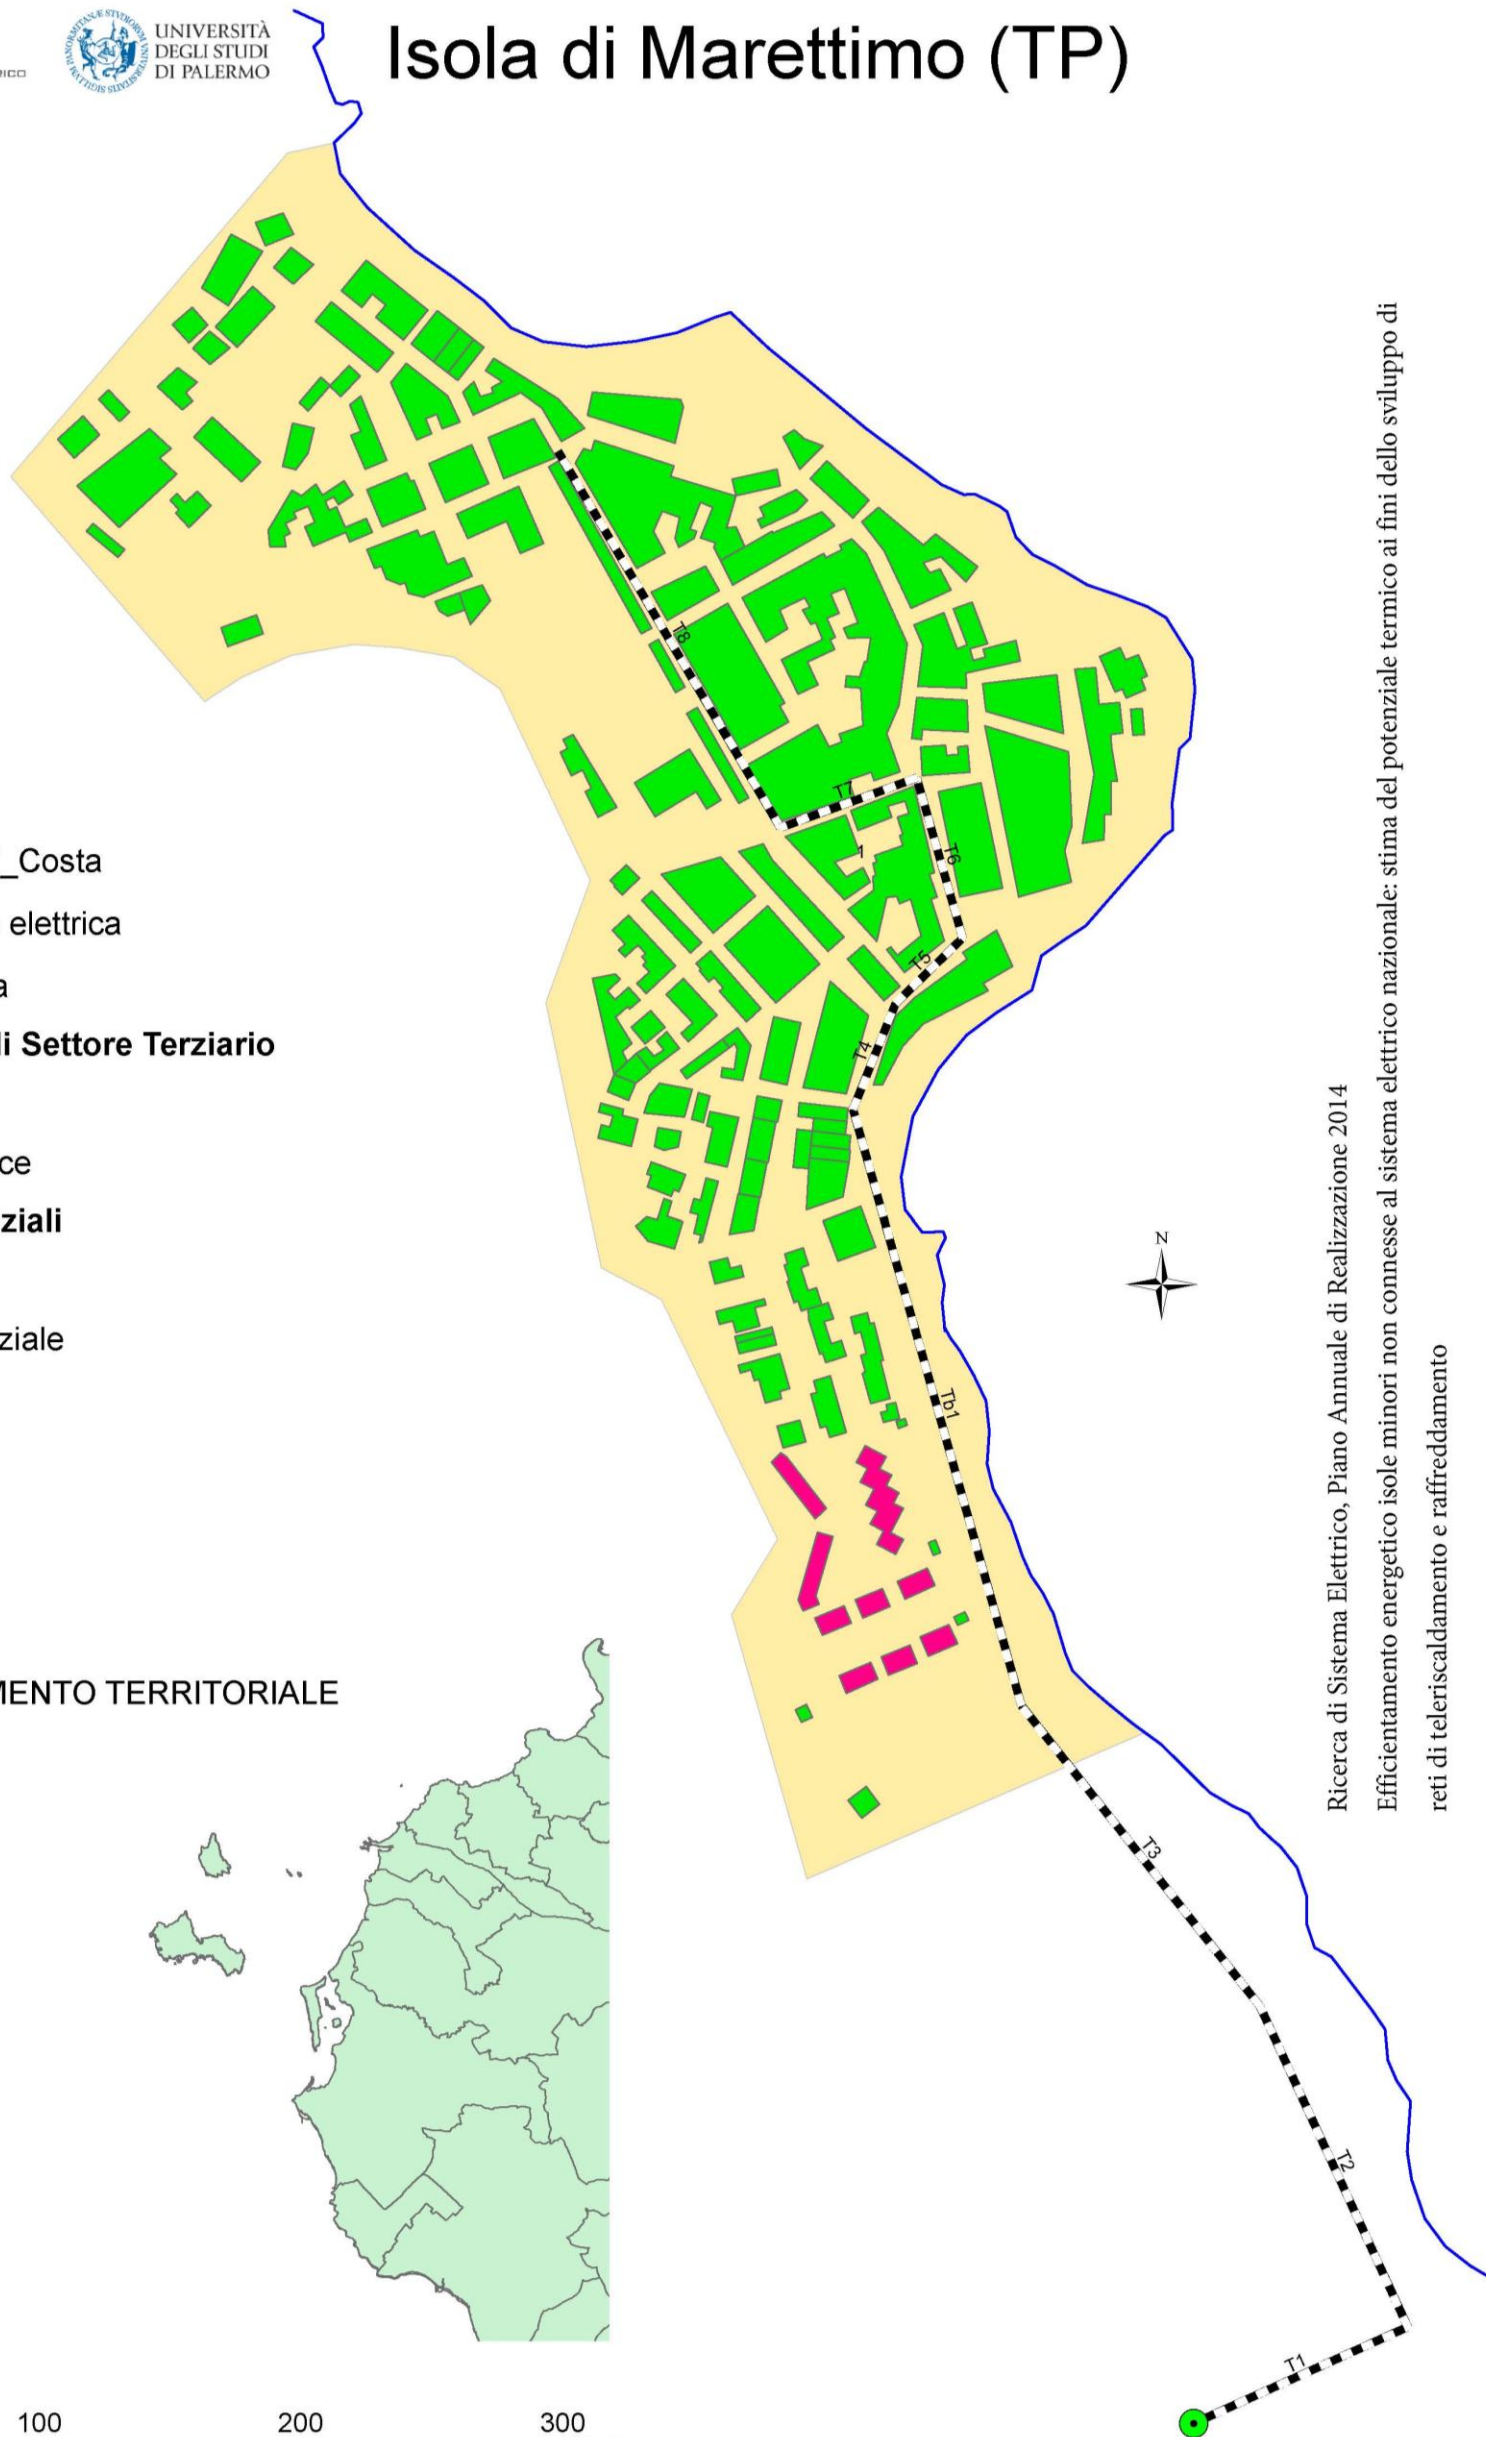 RICO
UNIVERSITÀ
DEGLI STUDI
DI PALERMO
Isola di Marettimo (TP)
_Costa
elettrica
a
li Settore Terziario
ce
ziali
ziale
MENTO TERRITORIALE
100
200
300
T8
T7
1
T6
T5
T4
Tb1
T3
T2
T1
N
Ricerca di Sistema Elettrico, Piano Annuale di Realizzazione 2014
Efficientamento energetico isole minori non connesse al sistema elettrico nazionale: stima del potenziale termico ai fini dello sviluppo di
reti di teleriscaldamento e raffreddamento